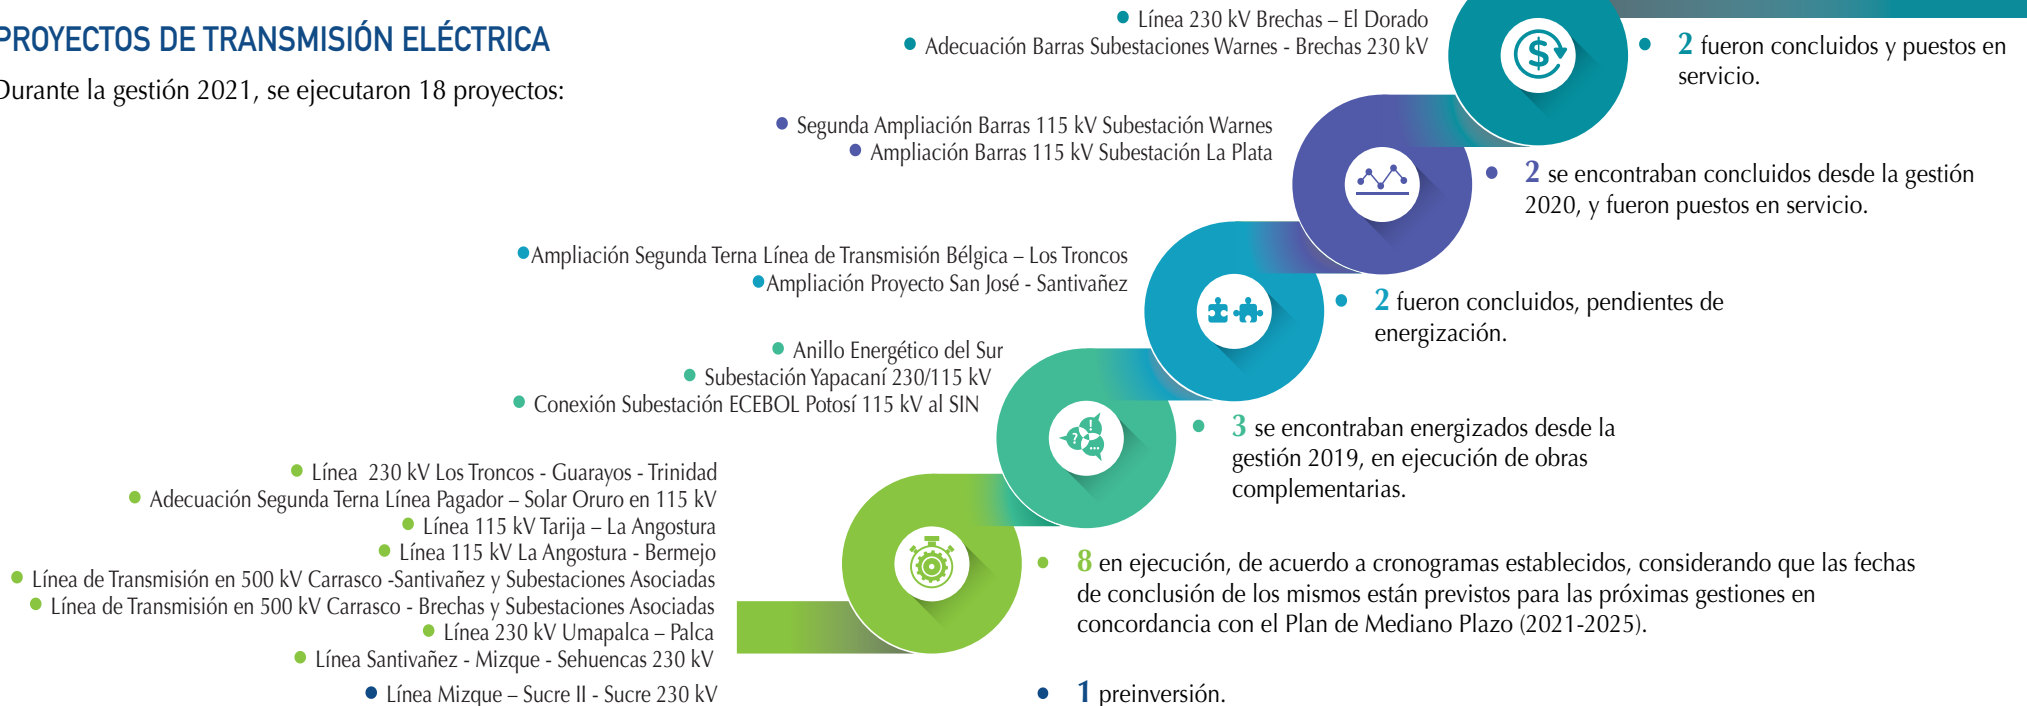 PROYECTOS DE TRANSMISIÓN ELÉCTRICA
Durante la gestión 2021, se ejecutaron 18 proyectos:
Línea 230 kV Brechas – El Dorado
Adecuación Barras Subestaciones Warnes - Brechas 230 kV
2 fueron concluidos y puestos en
servicio.
Segunda Ampliación Barras 115 kV Subestación Warnes
Ampliación Barras 115 kV Subestación La Plata
2 se encontraban concluidos desde la gestión
2020, y fueron puestos en servicio.
Ampliación Segunda Terna Línea de Transmisión Bélgica – Los Troncos
Ampliación Proyecto San José - Santivañez
2 fueron concluidos, pendientes de
energización.
Anillo Energético del Sur
Subestación Yapacaní 230/115 kV
Conexión Subestación ECEBOL Potosí 115 kV al SIN
3 se encontraban energizados desde la
gestión 2019, en ejecución de obras
complementarias.
Línea 230 kV Los Troncos - Guarayos - Trinidad
Adecuación Segunda Terna Línea Pagador – Solar Oruro en 115 kV
Línea 115 kV Tarija – La Angostura
Línea 115 kV La Angostura - Bermejo
Línea de Transmisión en 500 kV Carrasco -Santivañez y Subestaciones Asociadas
Línea de Transmisión en 500 kV Carrasco - Brechas y Subestaciones Asociadas
Línea 230 kV Umapalca – Palca
Línea Santivañez - Mizque - Sehuencas 230 kV
8 en ejecución, de acuerdo a cronogramas establecidos, considerando que las fechas
de conclusión de los mismos están previstos para las próximas gestiones en
concordancia con el Plan de Mediano Plazo (2021-2025).
Línea Mizque – Sucre II - Sucre 230 kV
1 preinversión.